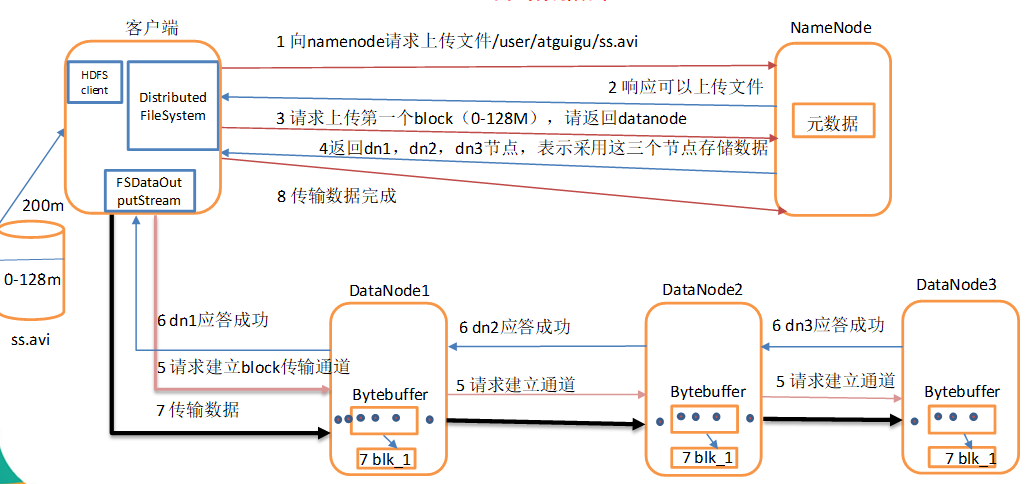 客户端
NameNode
1 向namenode请求上传文件/user/atguigu/ss.avi
HDFS
client
Distributed
FileSystem
2 响应可以上传文件
3 请求上传第一个block（0-128M），请返回datanode
元数据
4返回dn1，dn2，dn3节点，表示采用这三个节点存储数据
FSDataOut
putStream
8 传输数据完成
200m
0-128m
ss.avi
DataNode1
DataNode2
DataNode3
6 dn1应答成功
6 dn2应答成功
6 dn3应答成功
5 请求建立block传输通道
5 请求建立通道
5 请求建立通道
7 传输数据
Bytebuffer
Bytebuffer
Bytebuffer
7 blk_1
7 blk_1
7 blk_1